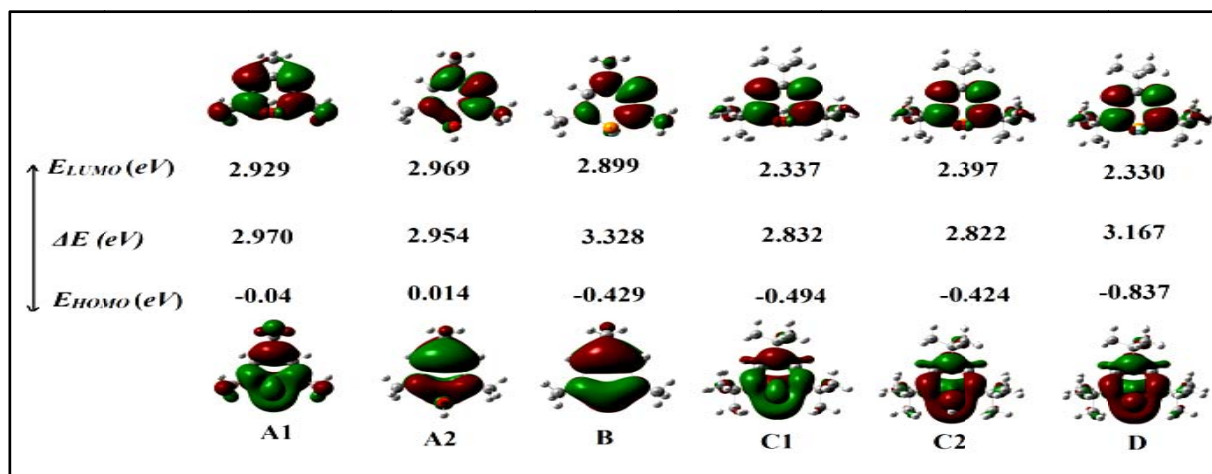 E_LUMO (eV) 2.929 2.969 2.899 2.337 2.397 2.330
ΔE (eV) 2.970 2.954 3.328 2.832 2.822 3.167
E_HOMO (eV) -0.04 0.014 -0.429 -0.494 -0.424 -0.837
A1 A2 B C1 C2 D